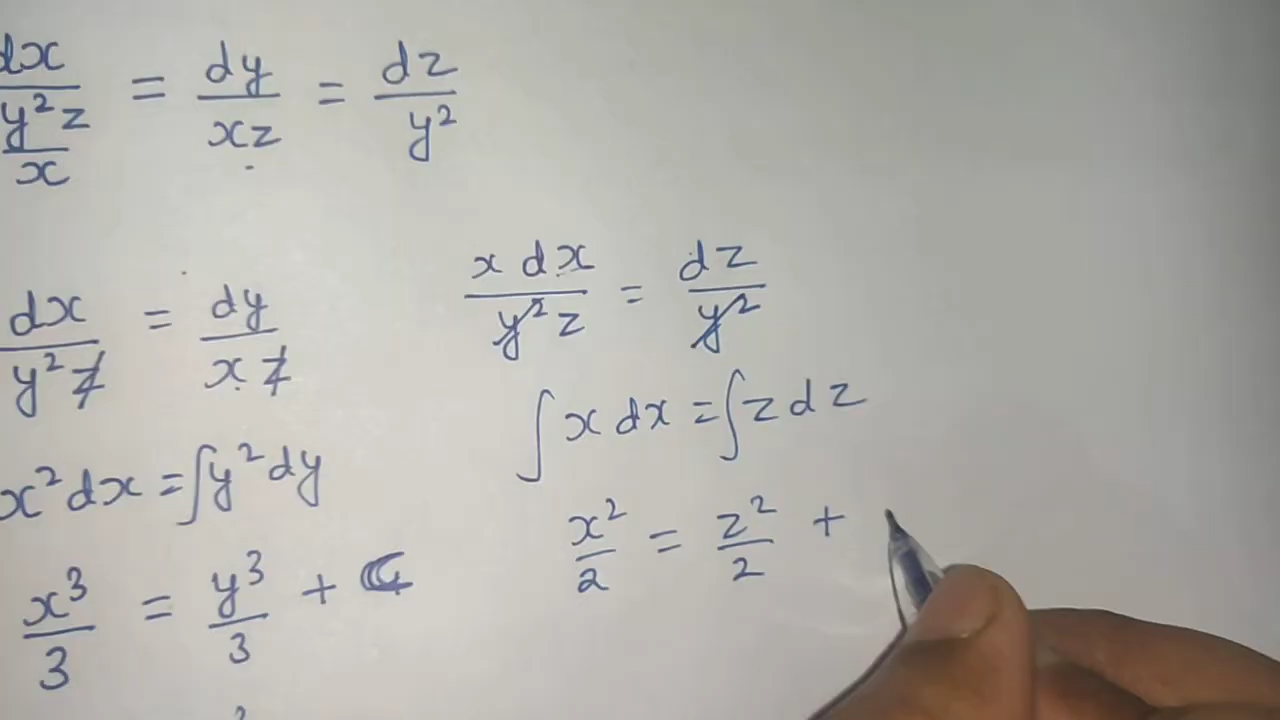 dx/(y²z/x) = dy/xz = dz/y²
x dx/y²z = dz/y²
dx/y²z = dy/xz
∫x dx = ∫z dz
x²dx = ∫y²dy
x²/2 = z²/2 +
x³/3 = y³/3 +